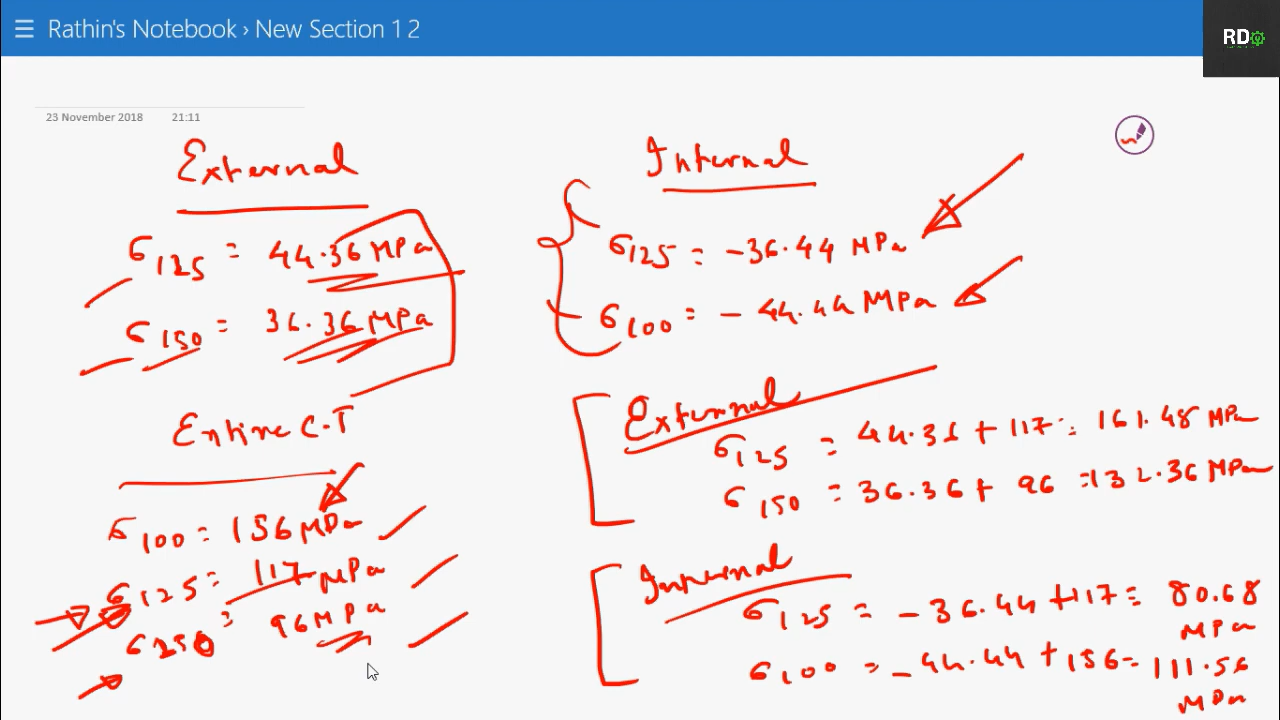 Rathin's Notebook › New Section 1 2
RDO
23 November 2018 21:11
External
σ125 = 44.36 MPa
σ150 = 36.36 MPa
Entire C.T
σ100 = 156 MPa
σ125 = 117 MPa
σ250 = 96 MPa
Internal
σ125 = -36.44 MPa
σ100 = - 44.44 MPa
External
σ125 = 44.36 + 117 = 161.48 MPa
σ150 = 36.36 + 96 = 132.36 MPa
Internal
σ125 = - 36.44 + 117 = 80.68
MPa
σ100 = - 44.44 + 156 = 111.56
MPa